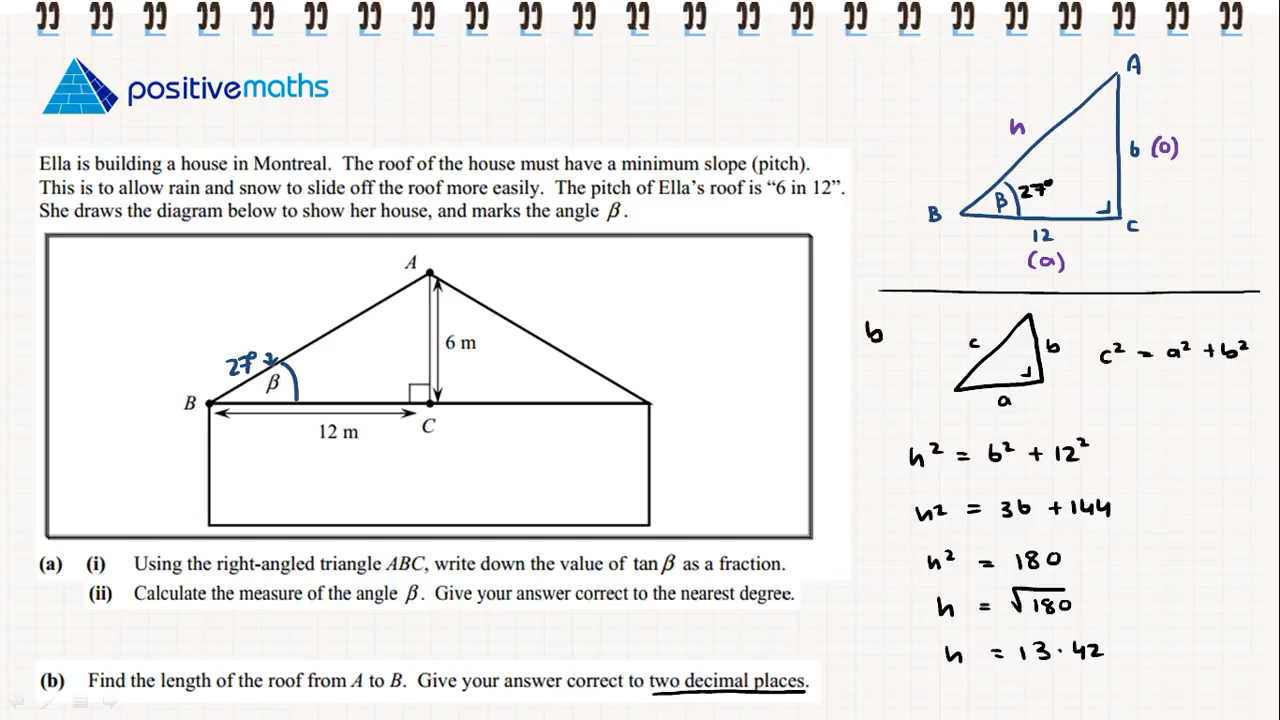 positivemaths
Ella is building a house in Montreal. The roof of the house must have a minimum slope (pitch).
This is to allow rain and snow to slide off the roof more easily. The pitch of Ella's roof is “6 in 12”.
She draws the diagram below to show her house, and marks the angle β.
A
6 m
27°
β
B
12 m
C
(a) (i) Using the right-angled triangle ABC, write down the value of tan β as a fraction.
(ii) Calculate the measure of the angle β. Give your answer correct to the nearest degree.
(b) Find the length of the roof from A to B. Give your answer correct to two decimal places.
A
h
6 (o)
β 27°
B
C
12
(a)
b
c
b
a
c² = a² + b²
h² = 6² + 12²
h² = 36 + 144
h² = 180
h = √180
h = 13.42